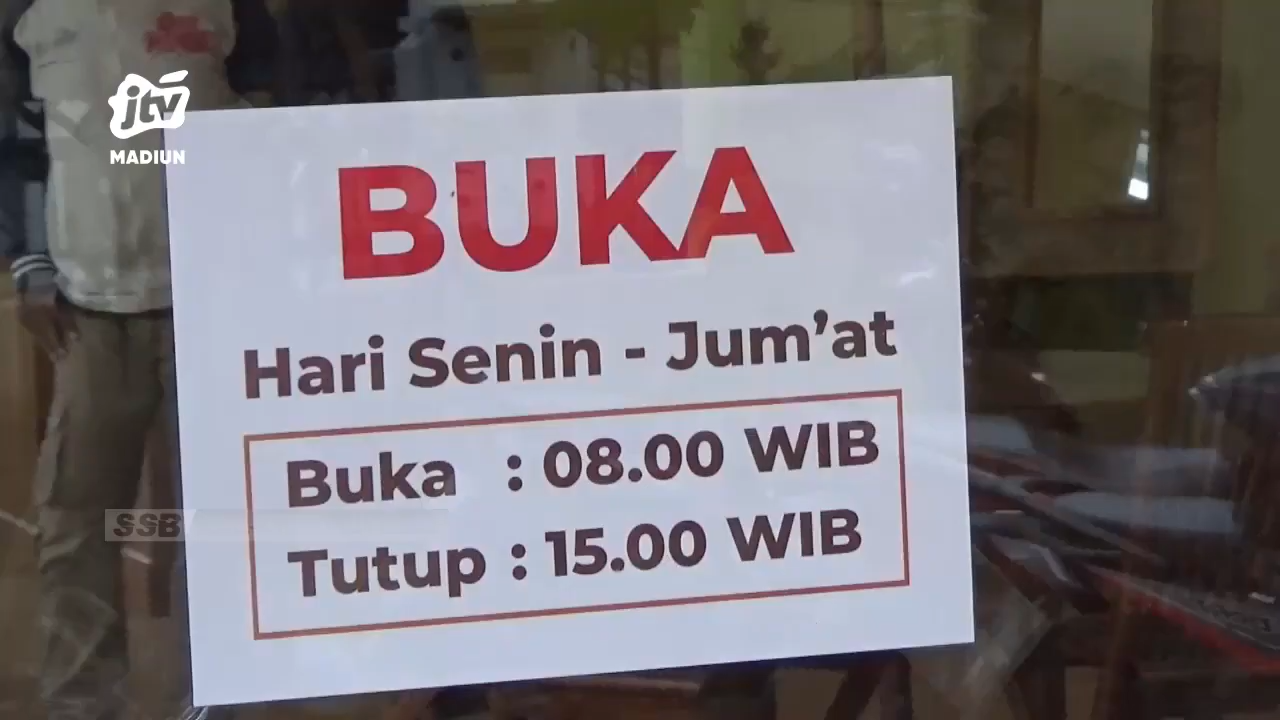 jtv
MADIUN
BUKA
Hari Senin - Jum'at
Buka : 08.00 WIB
Tutup : 15.00 WIB
SSB